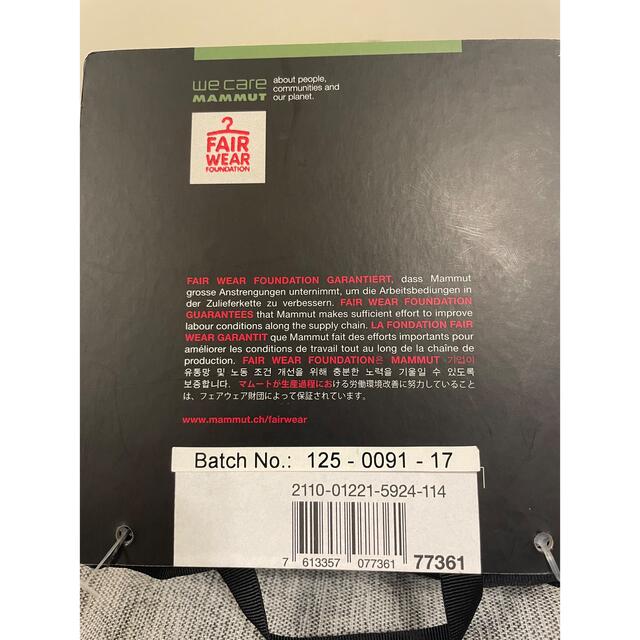 we care
MAMMUT
about people,
communities and
our planet.
FAIR
WEAR
FOUNDATION
FAIR WEAR FOUNDATION GARANTIERT, dass Mammut
grosse Anstrengungen unternimmt, um die Arbeitsbediungen in
der Zulieferkette zu verbessern. FAIR WEAR FOUNDATION
GUARANTEES that Mammut makes sufficient effort to improve
labour conditions along the supply chain. LA FONDATION FAIR
WEAR GARANTIT que Mammut fait des efforts importants pour
améliorer les conditions de travail tout au long de la chaîne de
production. FAIR WEAR FOUNDATION은 MAMMUT 기업이
유통망 및 노동 조건 개선을 위해 충분한 노력을 기울일 수 있도록
보증합니다. マムートが生産過程における労働環境改善に努力していること
は、フェアウェア財団によって保証されています。
www.mammut.ch/fairwear
Batch No.: 125 - 0091 - 17
2110-01221-5924-114
7 613357 077361 77361